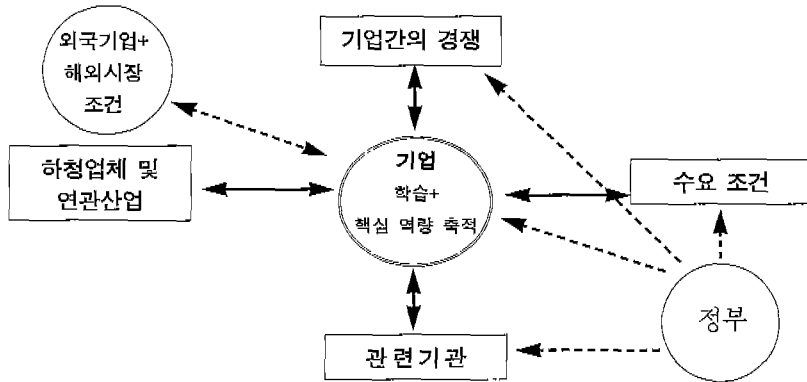 외국기업+
해외시장
조건
기업간의 경쟁
하청업체 및
연관산업
기업
학습+
핵심 역량 축적
수요 조건
정부
관련기관